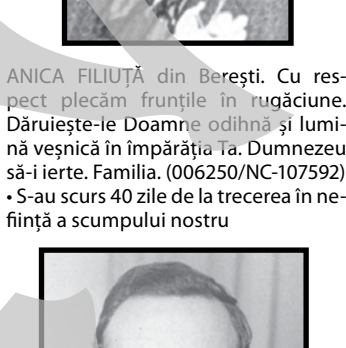 ANICA FILIUȚĂ din Berești. Cu res-
pect plecăm frunțile în rugăciune.
Dăruiește-le Doamne odihnă și lumi-
nă veșnică în împărăția Ta. Dumnezeu
să-i ierte. Familia. (006250/NC-107592)
• S-au scurs 40 zile de la trecerea în ne-
ființă a scumpului nostru